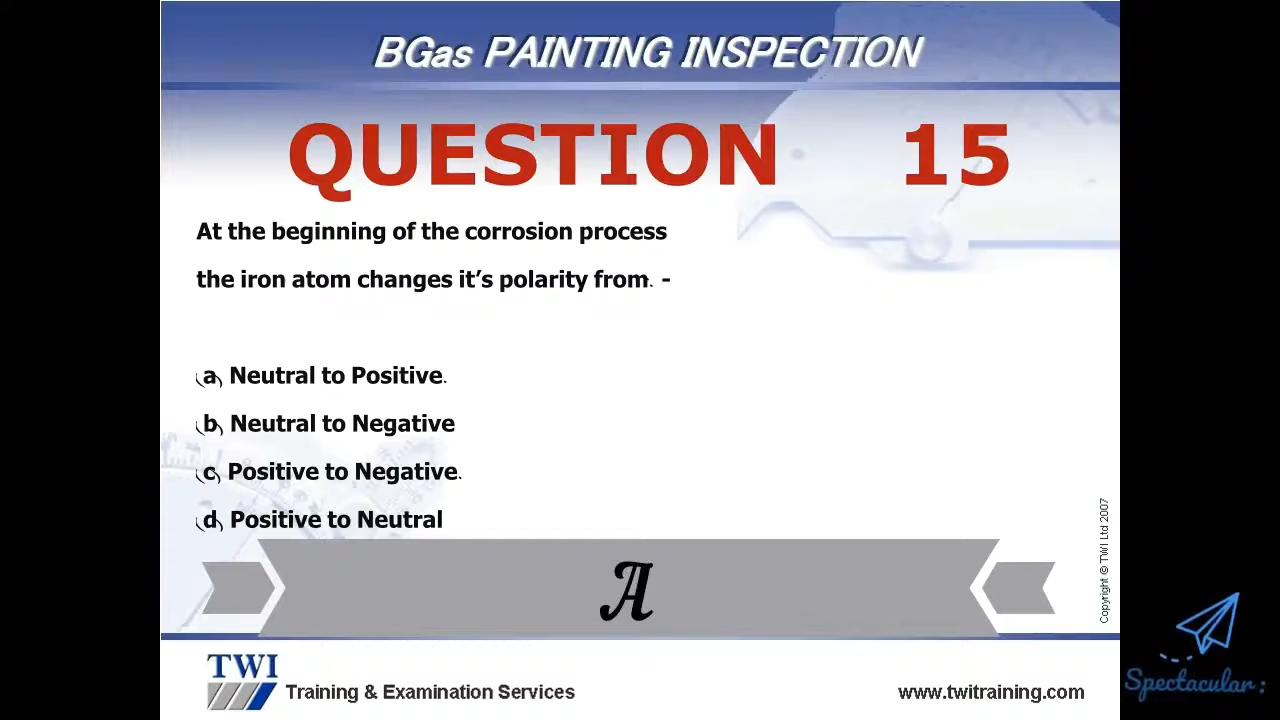 BGas PAINTING INSPECTION
QUESTION 15
At the beginning of the corrosion process
the iron atom changes it's polarity from. -
(a) Neutral to Positive.
(b) Neutral to Negative
(c) Positive to Negative.
(d) Positive to Neutral
A
Copyright © TWI Ltd 2007
TWI
Training & Examination Services
www.twitraining.com
Spectacular :